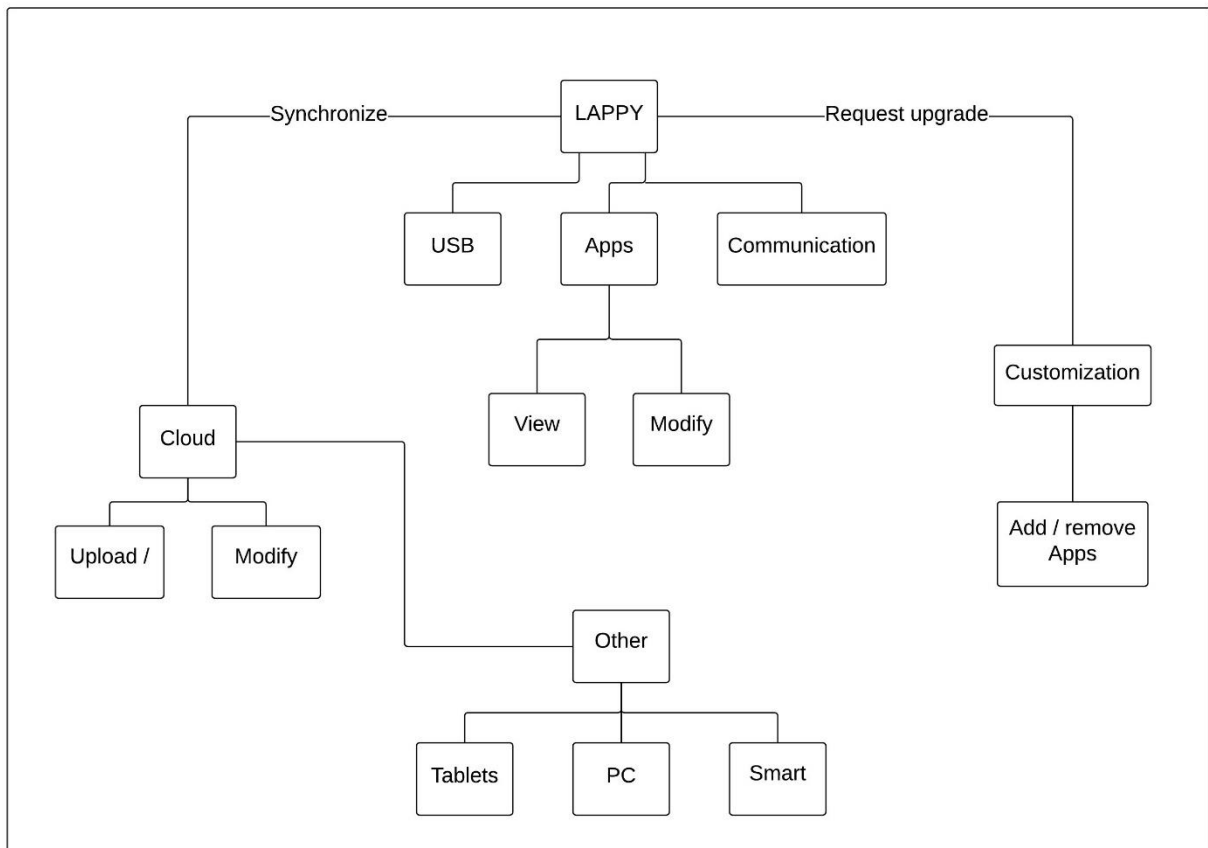 LAPPY
Synchronize
Request upgrade
USB
Apps
Communication
Customization
View
Modify
Cloud
Add / remove
Apps
Upload /
Modify
Other
Tablets
PC
Smart